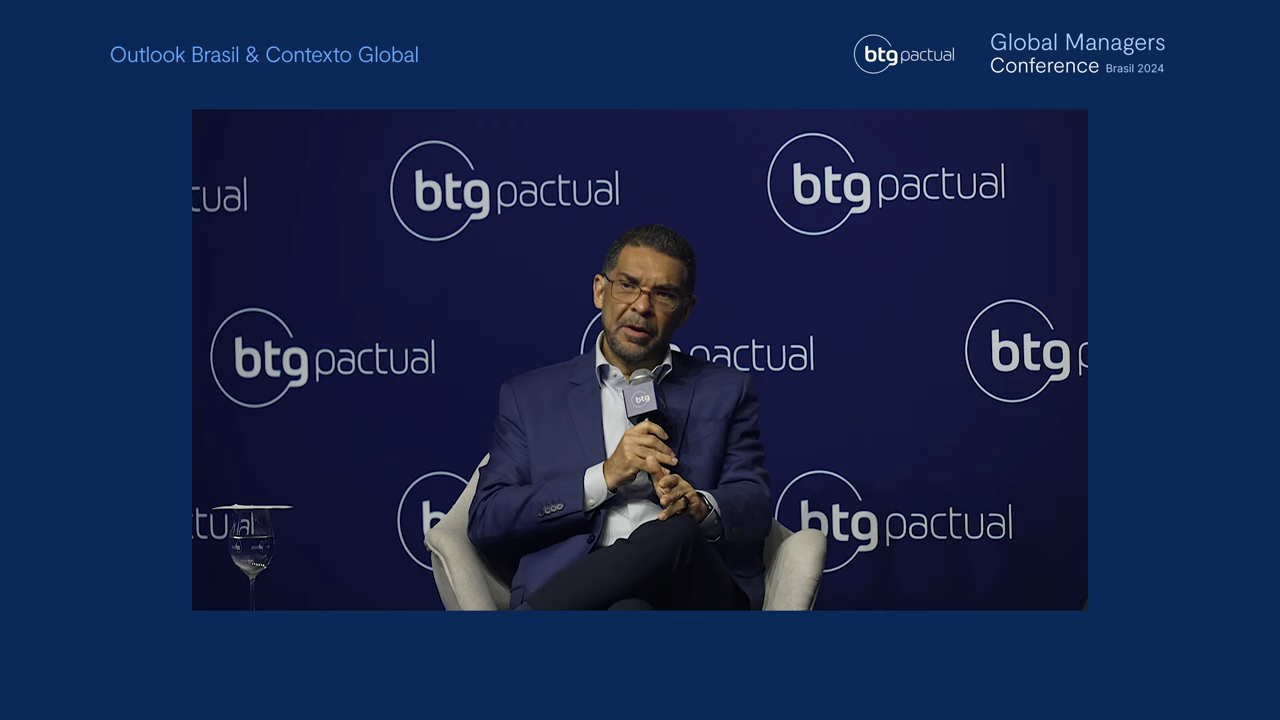 Outlook Brasil & Contexto Global
btg pactual
Global Managers
Conference Brasil 2024
tual
btg pactual
btg pactual
btg pactual
pactual
btg p
btg
tual
b
btg pactual